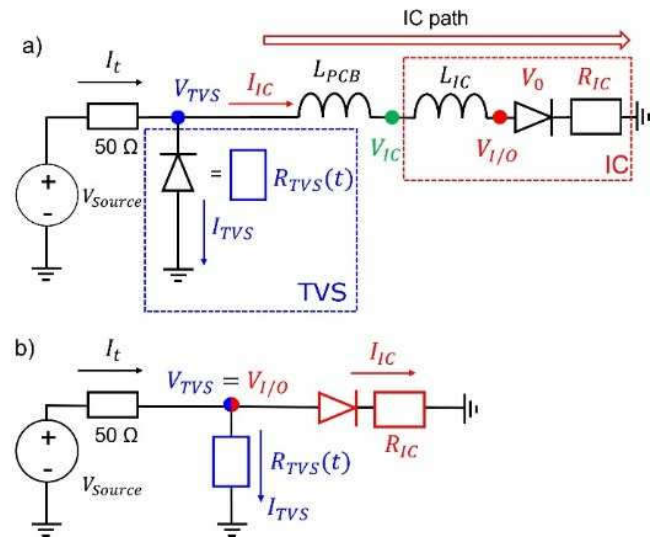 IC path
a)
I_t
V_TVS
I_IC
L_PCB
L_IC
V_0
R_IC
50 Ω
V_IC
V_I/O
IC
+
-
V_Source
=
R_TVS(t)
I_TVS
TVS
b)
I_t
V_TVS = V_I/O
I_IC
50 Ω
R_IC
+
-
V_Source
R_TVS(t)
I_TVS